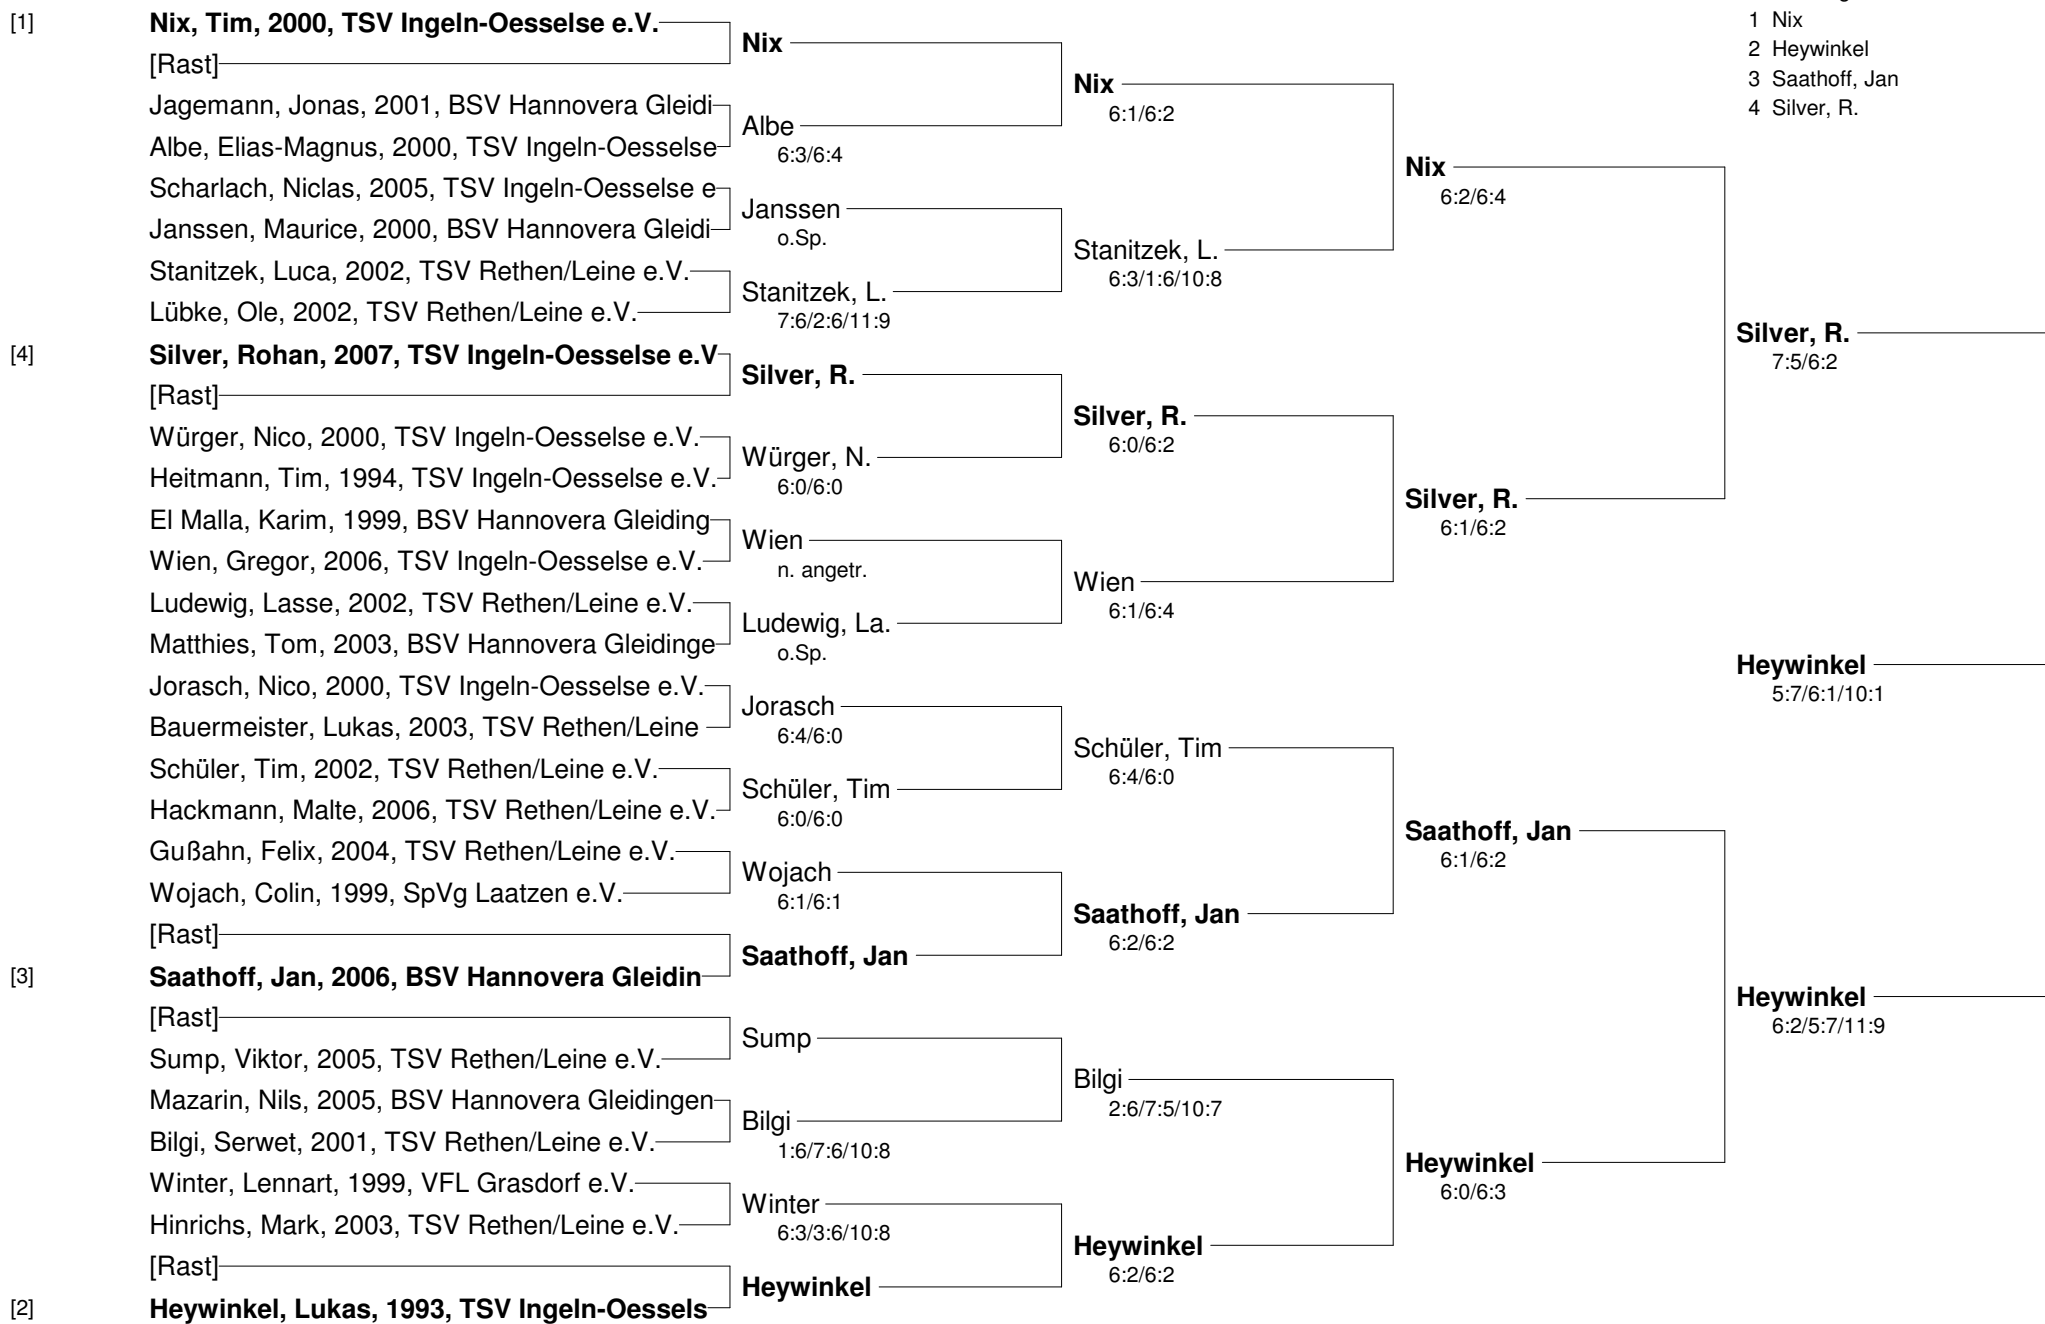 [1] Nix, Tim, 2000, TSV Ingeln-Oesselse e.V.
[Rast]
Jagemann, Jonas, 2001, BSV Hannovera Gleidi
Albe, Elias-Magnus, 2000, TSV Ingeln-Oesselse
Scharlach, Niclas, 2005, TSV Ingeln-Oesselse e
Janssen, Maurice, 2000, BSV Hannovera Gleidi
Stanitzek, Luca, 2002, TSV Rethen/Leine e.V.
Lübke, Ole, 2002, TSV Rethen/Leine e.V.
[4] Silver, Rohan, 2007, TSV Ingeln-Oesselse e.V
[Rast]
Würger, Nico, 2000, TSV Ingeln-Oesselse e.V.
Heitmann, Tim, 1994, TSV Ingeln-Oesselse e.V.
El Malla, Karim, 1999, BSV Hannovera Gleiding
Wien, Gregor, 2006, TSV Ingeln-Oesselse e.V.
Ludewig, Lasse, 2002, TSV Rethen/Leine e.V.
Matthies, Tom, 2003, BSV Hannovera Gleidinge
Jorasch, Nico, 2000, TSV Ingeln-Oesselse e.V.
Bauermeister, Lukas, 2003, TSV Rethen/Leine
Schüler, Tim, 2002, TSV Rethen/Leine e.V.
Hackmann, Malte, 2006, TSV Rethen/Leine e.V.
Gußahn, Felix, 2004, TSV Rethen/Leine e.V.
Wojach, Colin, 1999, SpVg Laatzen e.V.
[Rast]
[3] Saathoff, Jan, 2006, BSV Hannovera Gleidin
[Rast]
Sump, Viktor, 2005, TSV Rethen/Leine e.V.
Mazarin, Nils, 2005, BSV Hannovera Gleidingen
Bilgi, Serwet, 2001, TSV Rethen/Leine e.V.
Winter, Lennart, 1999, VFL Grasdorf e.V.
Hinrichs, Mark, 2003, TSV Rethen/Leine e.V.
[Rast]
[2] Heywinkel, Lukas, 1993, TSV Ingeln-Oessels
Nix
Albe
6:3/6:4
Janssen
o.Sp.
Stanitzek, L.
7:6/2:6/11:9
Silver, R.
Würger, N.
6:0/6:0
Wien
n. angetr.
Ludewig, La.
o.Sp.
Jorasch
6:4/6:0
Schüler, Tim
6:0/6:0
Wojach
6:1/6:1
Saathoff, Jan
Sump
Bilgi
1:6/7:6/10:8
Winter
6:3/3:6/10:8
Heywinkel
Nix
6:1/6:2
Stanitzek, L.
6:3/1:6/10:8
Silver, R.
6:0/6:2
Wien
6:1/6:4
Schüler, Tim
6:4/6:0
Saathoff, Jan
6:2/6:2
Bilgi
2:6/7:5/10:7
Heywinkel
6:2/6:2
Nix
6:2/6:4
Silver, R.
6:1/6:2
Saathoff, Jan
6:1/6:2
Heywinkel
6:0/6:3
1 Nix
2 Heywinkel
3 Saathoff, Jan
4 Silver, R.
Silver, R.
7:5/6:2
Heywinkel
5:7/6:1/10:1
Heywinkel
6:2/5:7/11:9